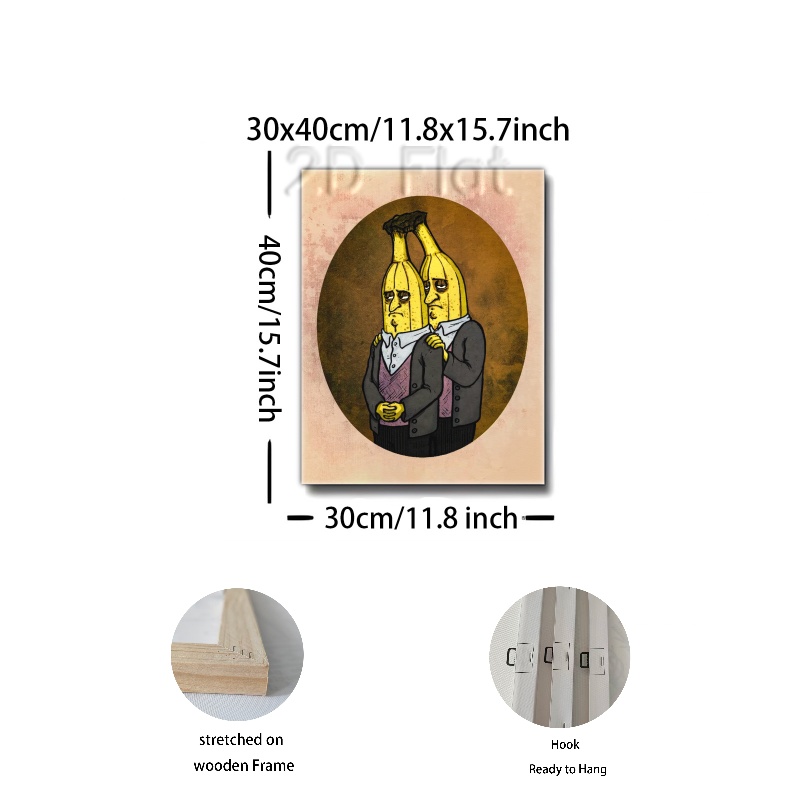 30x40cm/11.8x15.7inch
2D Flat
40cm/15.7inch
30cm/11.8 inch
stretched on
wooden Frame
Hook
Ready to Hang